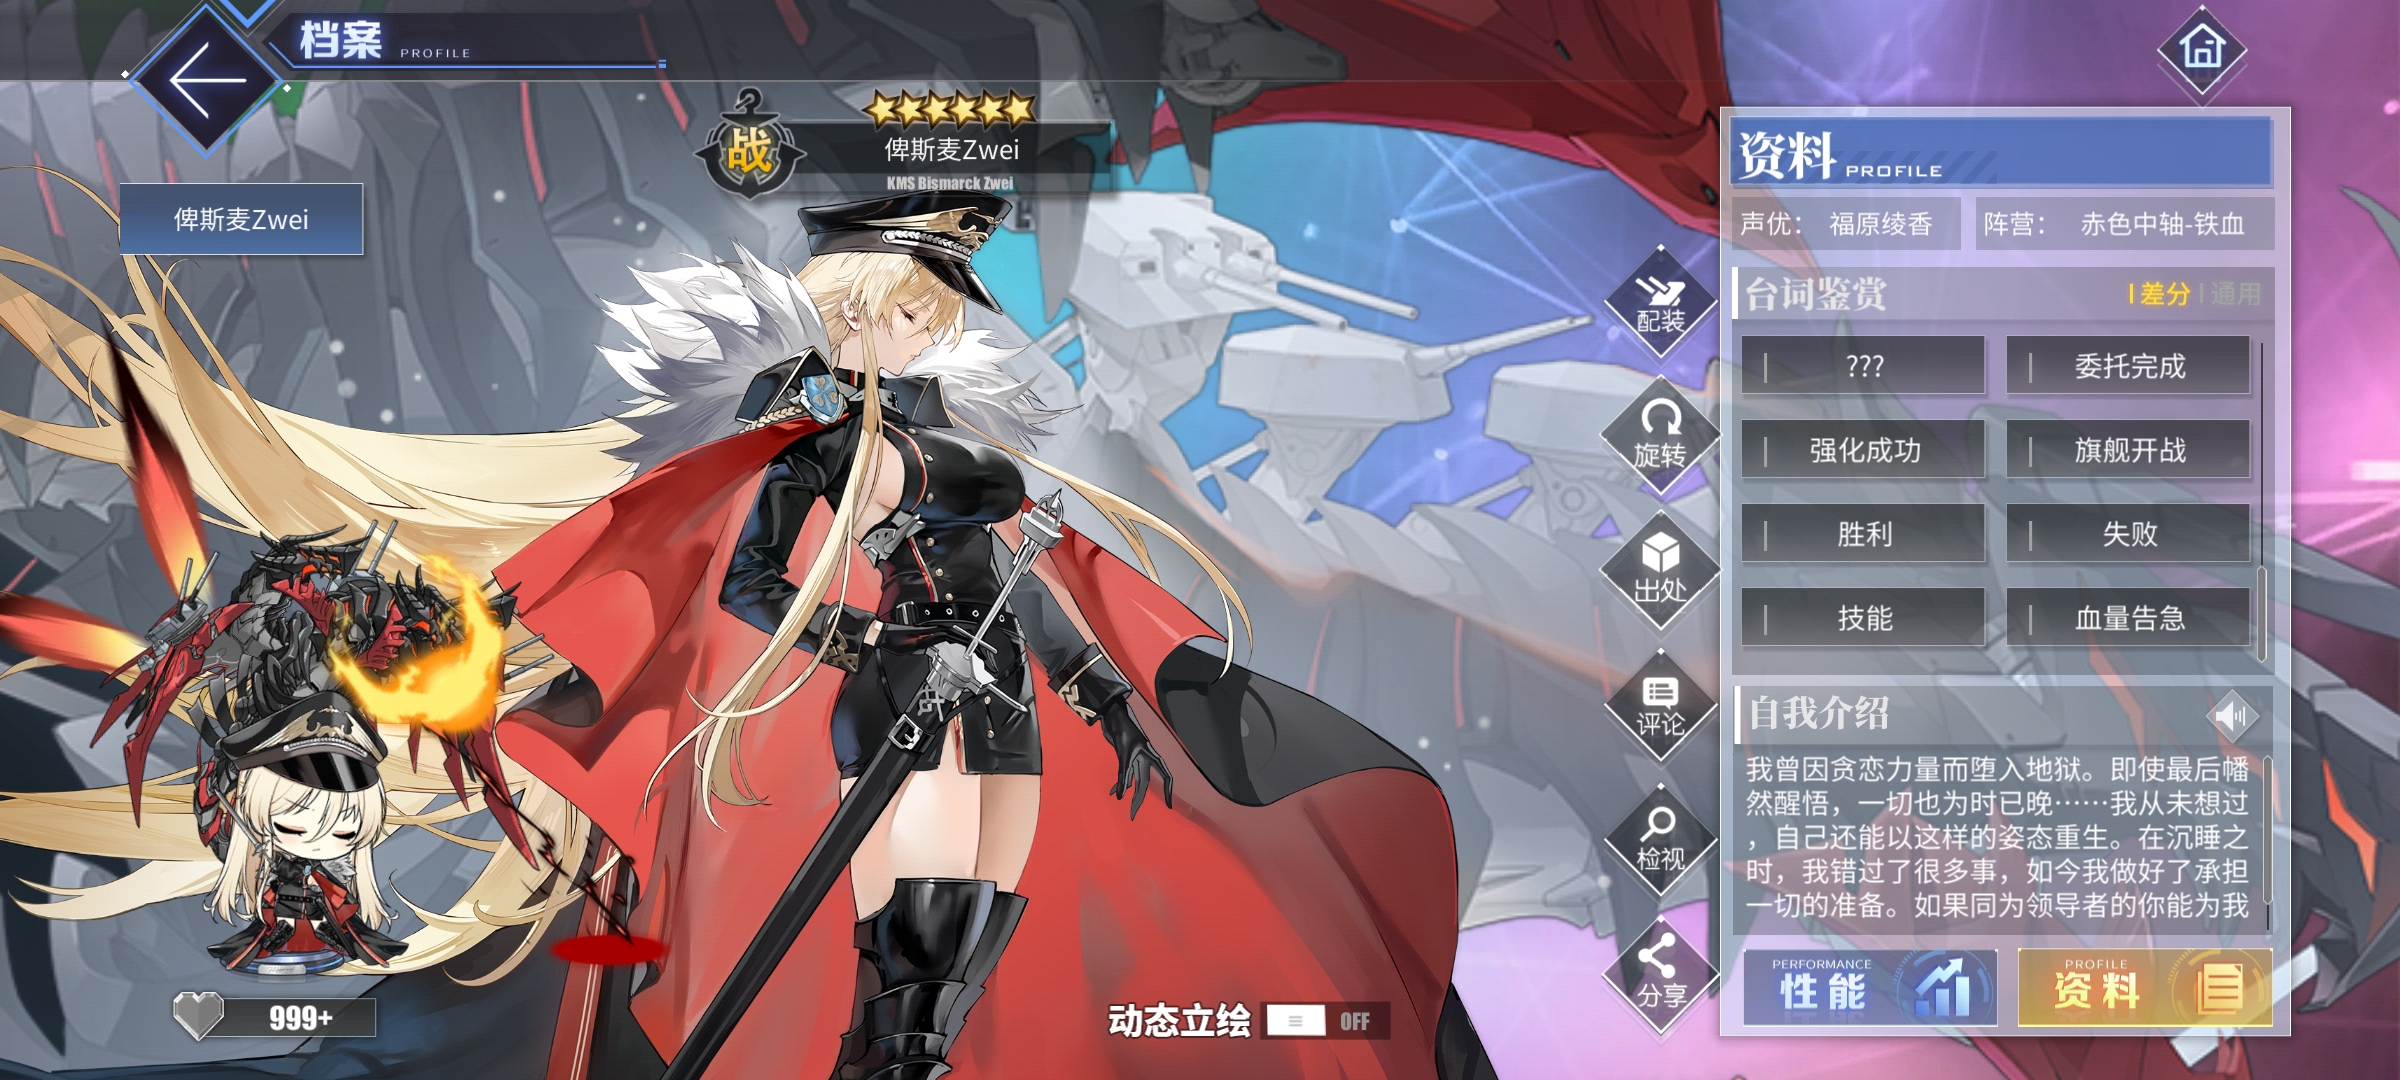 档案 PROFILE
俾斯麦Zwei
战
俾斯麦Zwei
KMS Bismarck Zwei
999+
动态立绘 OFF
配装
旋转
出处
评论
检视
分享
资料 PROFILE
声优： 福原绫香
阵营： 赤色中轴-铁血
台词鉴赏
差分 通用
??? 委托完成
强化成功 旗舰开战
胜利 失败
技能 血量告急
自我介绍
我曾因贪恋力量而堕入地狱。即使最后幡
然醒悟，一切也为时已晚……我从未想过
，自己还能以这样的姿态重生。在沉睡之
时，我错过了很多事，如今我做好了承担
一切的准备。如果同为领导者的你能为我
PERFORMANCE
性能
PROFILE
资料